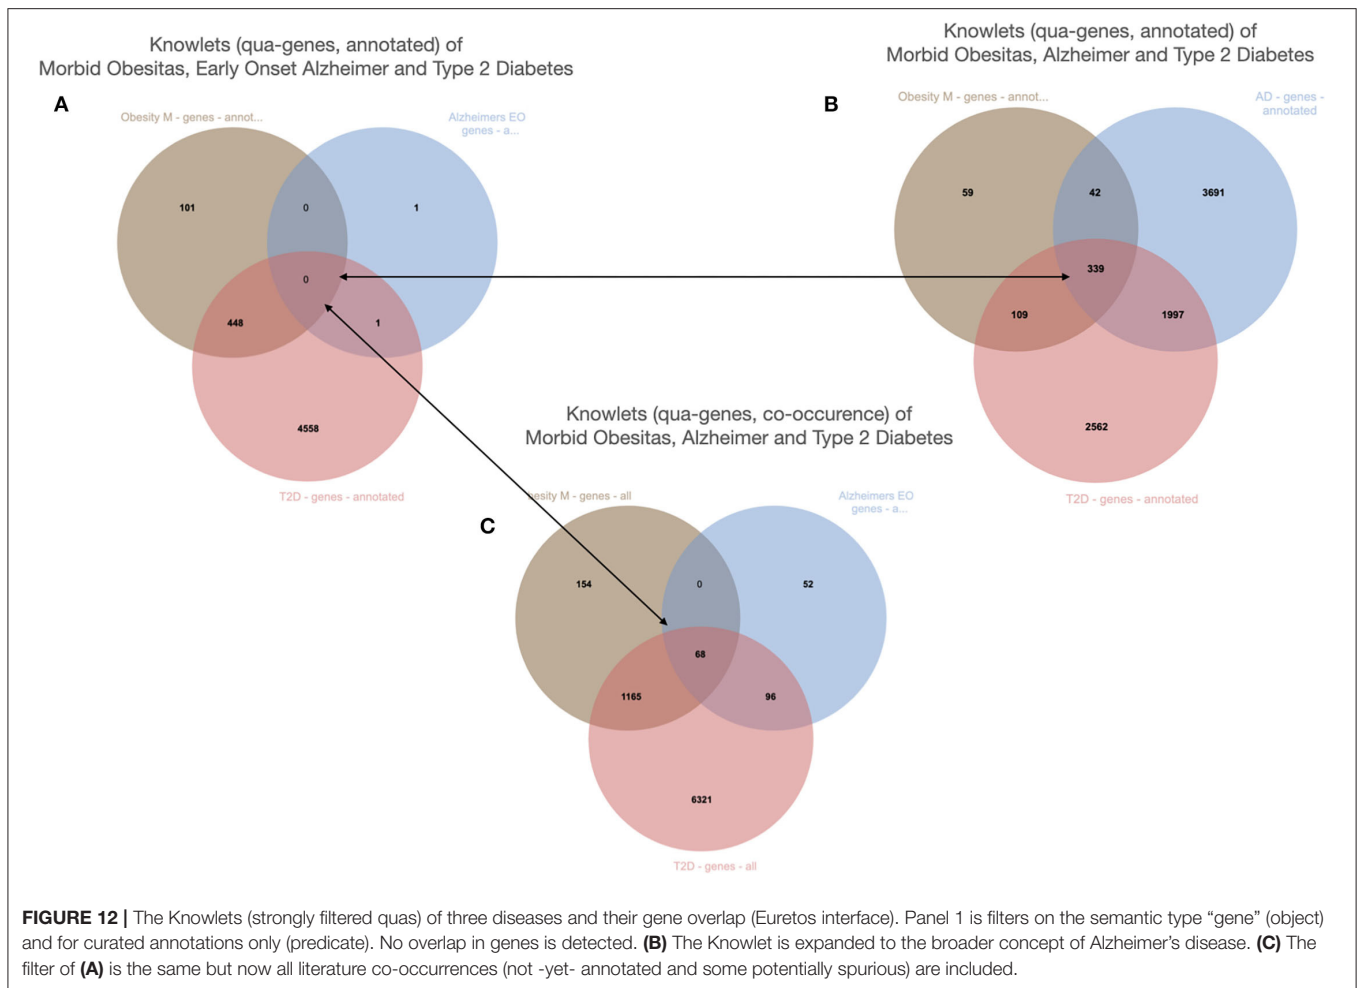 Knowlets (qua-genes, annotated) of
Morbid Obesitas, Early Onset Alzheimer and Type 2 Diabetes
A
Obesity M - genes - annot...
Alzheimers EO
genes - a...
101
0
1
0
448
1
4558
T2D - genes - annotated
Knowlets (qua-genes, annotated) of
Morbid Obesitas, Alzheimer and Type 2 Diabetes
B
Obesity M - genes - annot...
AD - genes -
annotated
59
42
3691
339
109
1997
2562
T2D - genes - annotated
Knowlets (qua-genes, co-occurence) of
Morbid Obesitas, Alzheimer and Type 2 Diabetes
C
esity M - genes - all
Alzheimers EO
genes - a...
154
0
52
68
1165
96
6321
T2D - genes - all
FIGURE 12 | The Knowlets (strongly filtered quas) of three diseases and their gene overlap (Euretos interface). Panel 1 is filters on the semantic type “gene” (object)
and for curated annotations only (predicate). No overlap in genes is detected. (B) The Knowlet is expanded to the broader concept of Alzheimer’s disease. (C) The
filter of (A) is the same but now all literature co-occurrences (not -yet- annotated and some potentially spurious) are included.